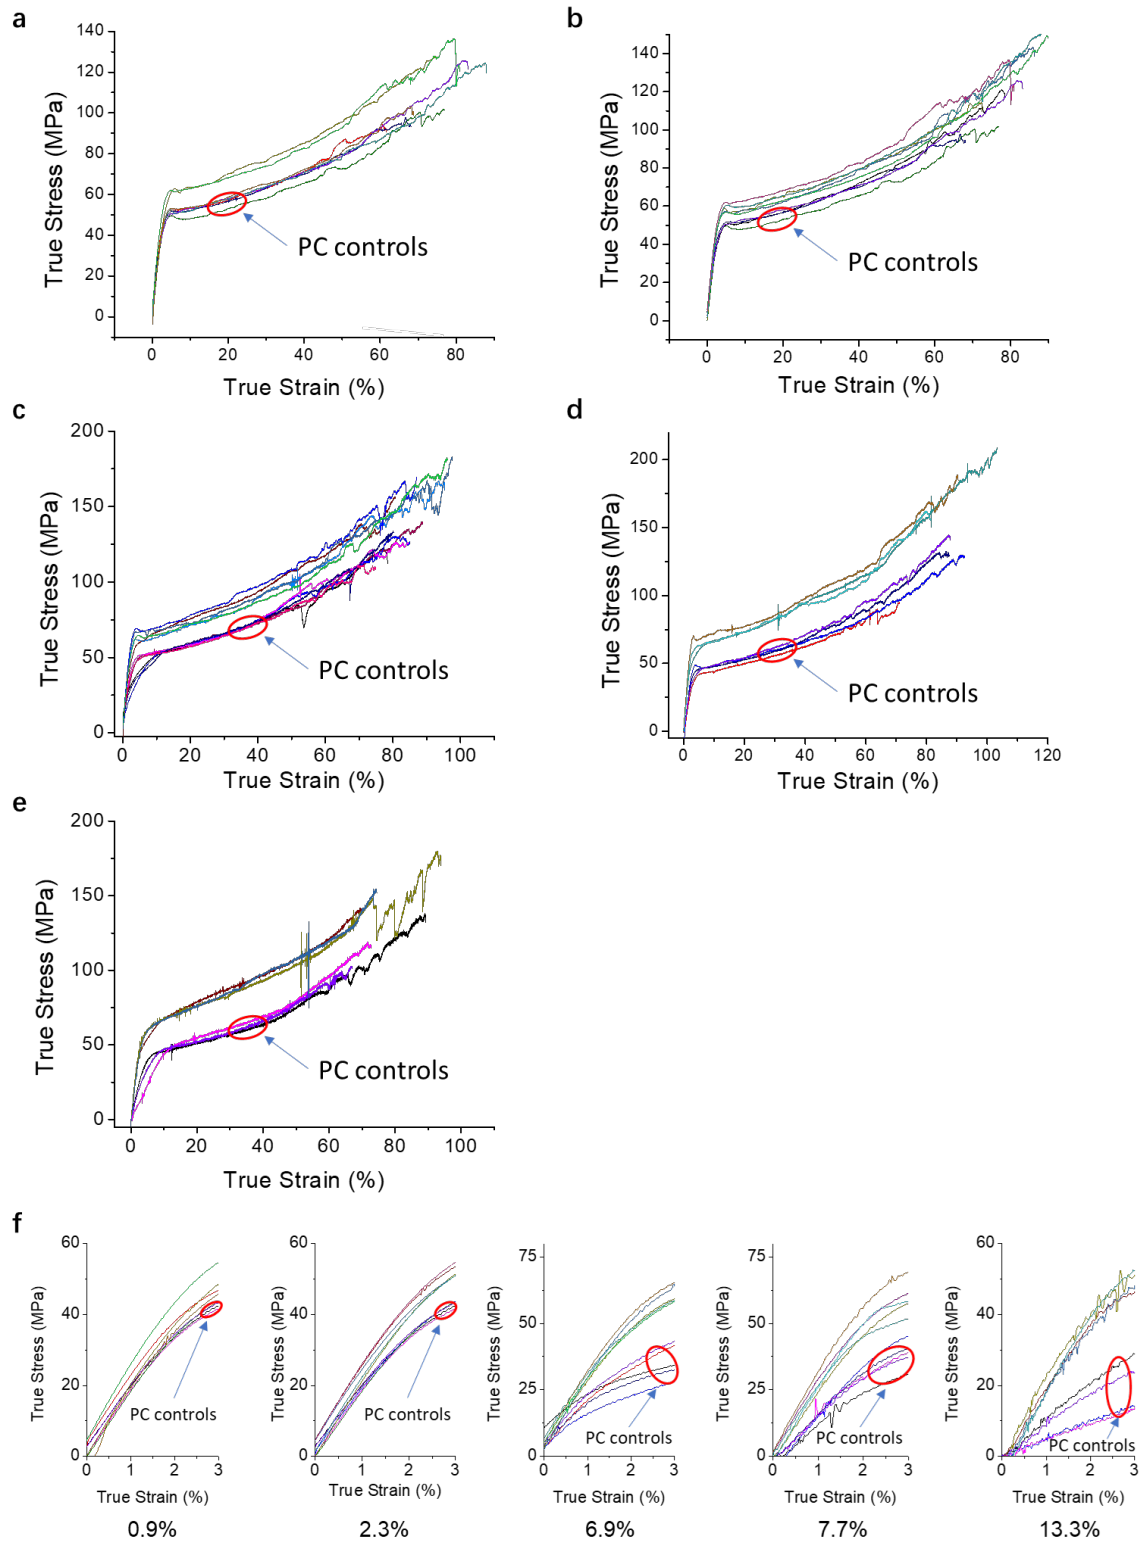 a
True Stress (MPa)
140
120
100
80
60
40
20
0
0 20 40 60 80
True Strain (%)
PC controls
b
True Stress (MPa)
140
120
100
80
60
40
20
0
0 20 40 60 80
True Strain (%)
PC controls
c
True Stress (MPa)
200
150
100
50
0
0 20 40 60 80 100
True Strain (%)
PC controls
d
True Stress (MPa)
200
150
100
50
0
0 20 40 60 80 100 120
True Strain (%)
PC controls
e
True Stress (MPa)
200
150
100
50
0
0 20 40 60 80 100
True Strain (%)
PC controls
f
True Stress (MPa)
60
40
20
0
0 1 2 3
True Strain (%)
PC controls
0.9%
True Stress (MPa)
60
40
20
0
0 1 2 3
True Strain (%)
PC controls
2.3%
True Stress (MPa)
75
50
25
0
0 1 2 3
True Strain (%)
PC controls
6.9%
True Stress (MPa)
75
50
25
0
0 1 2 3
True Strain (%)
PC controls
7.7%
True Stress (MPa)
60
40
20
0
0 1 2 3
True Strain (%)
PC controls
13.3%